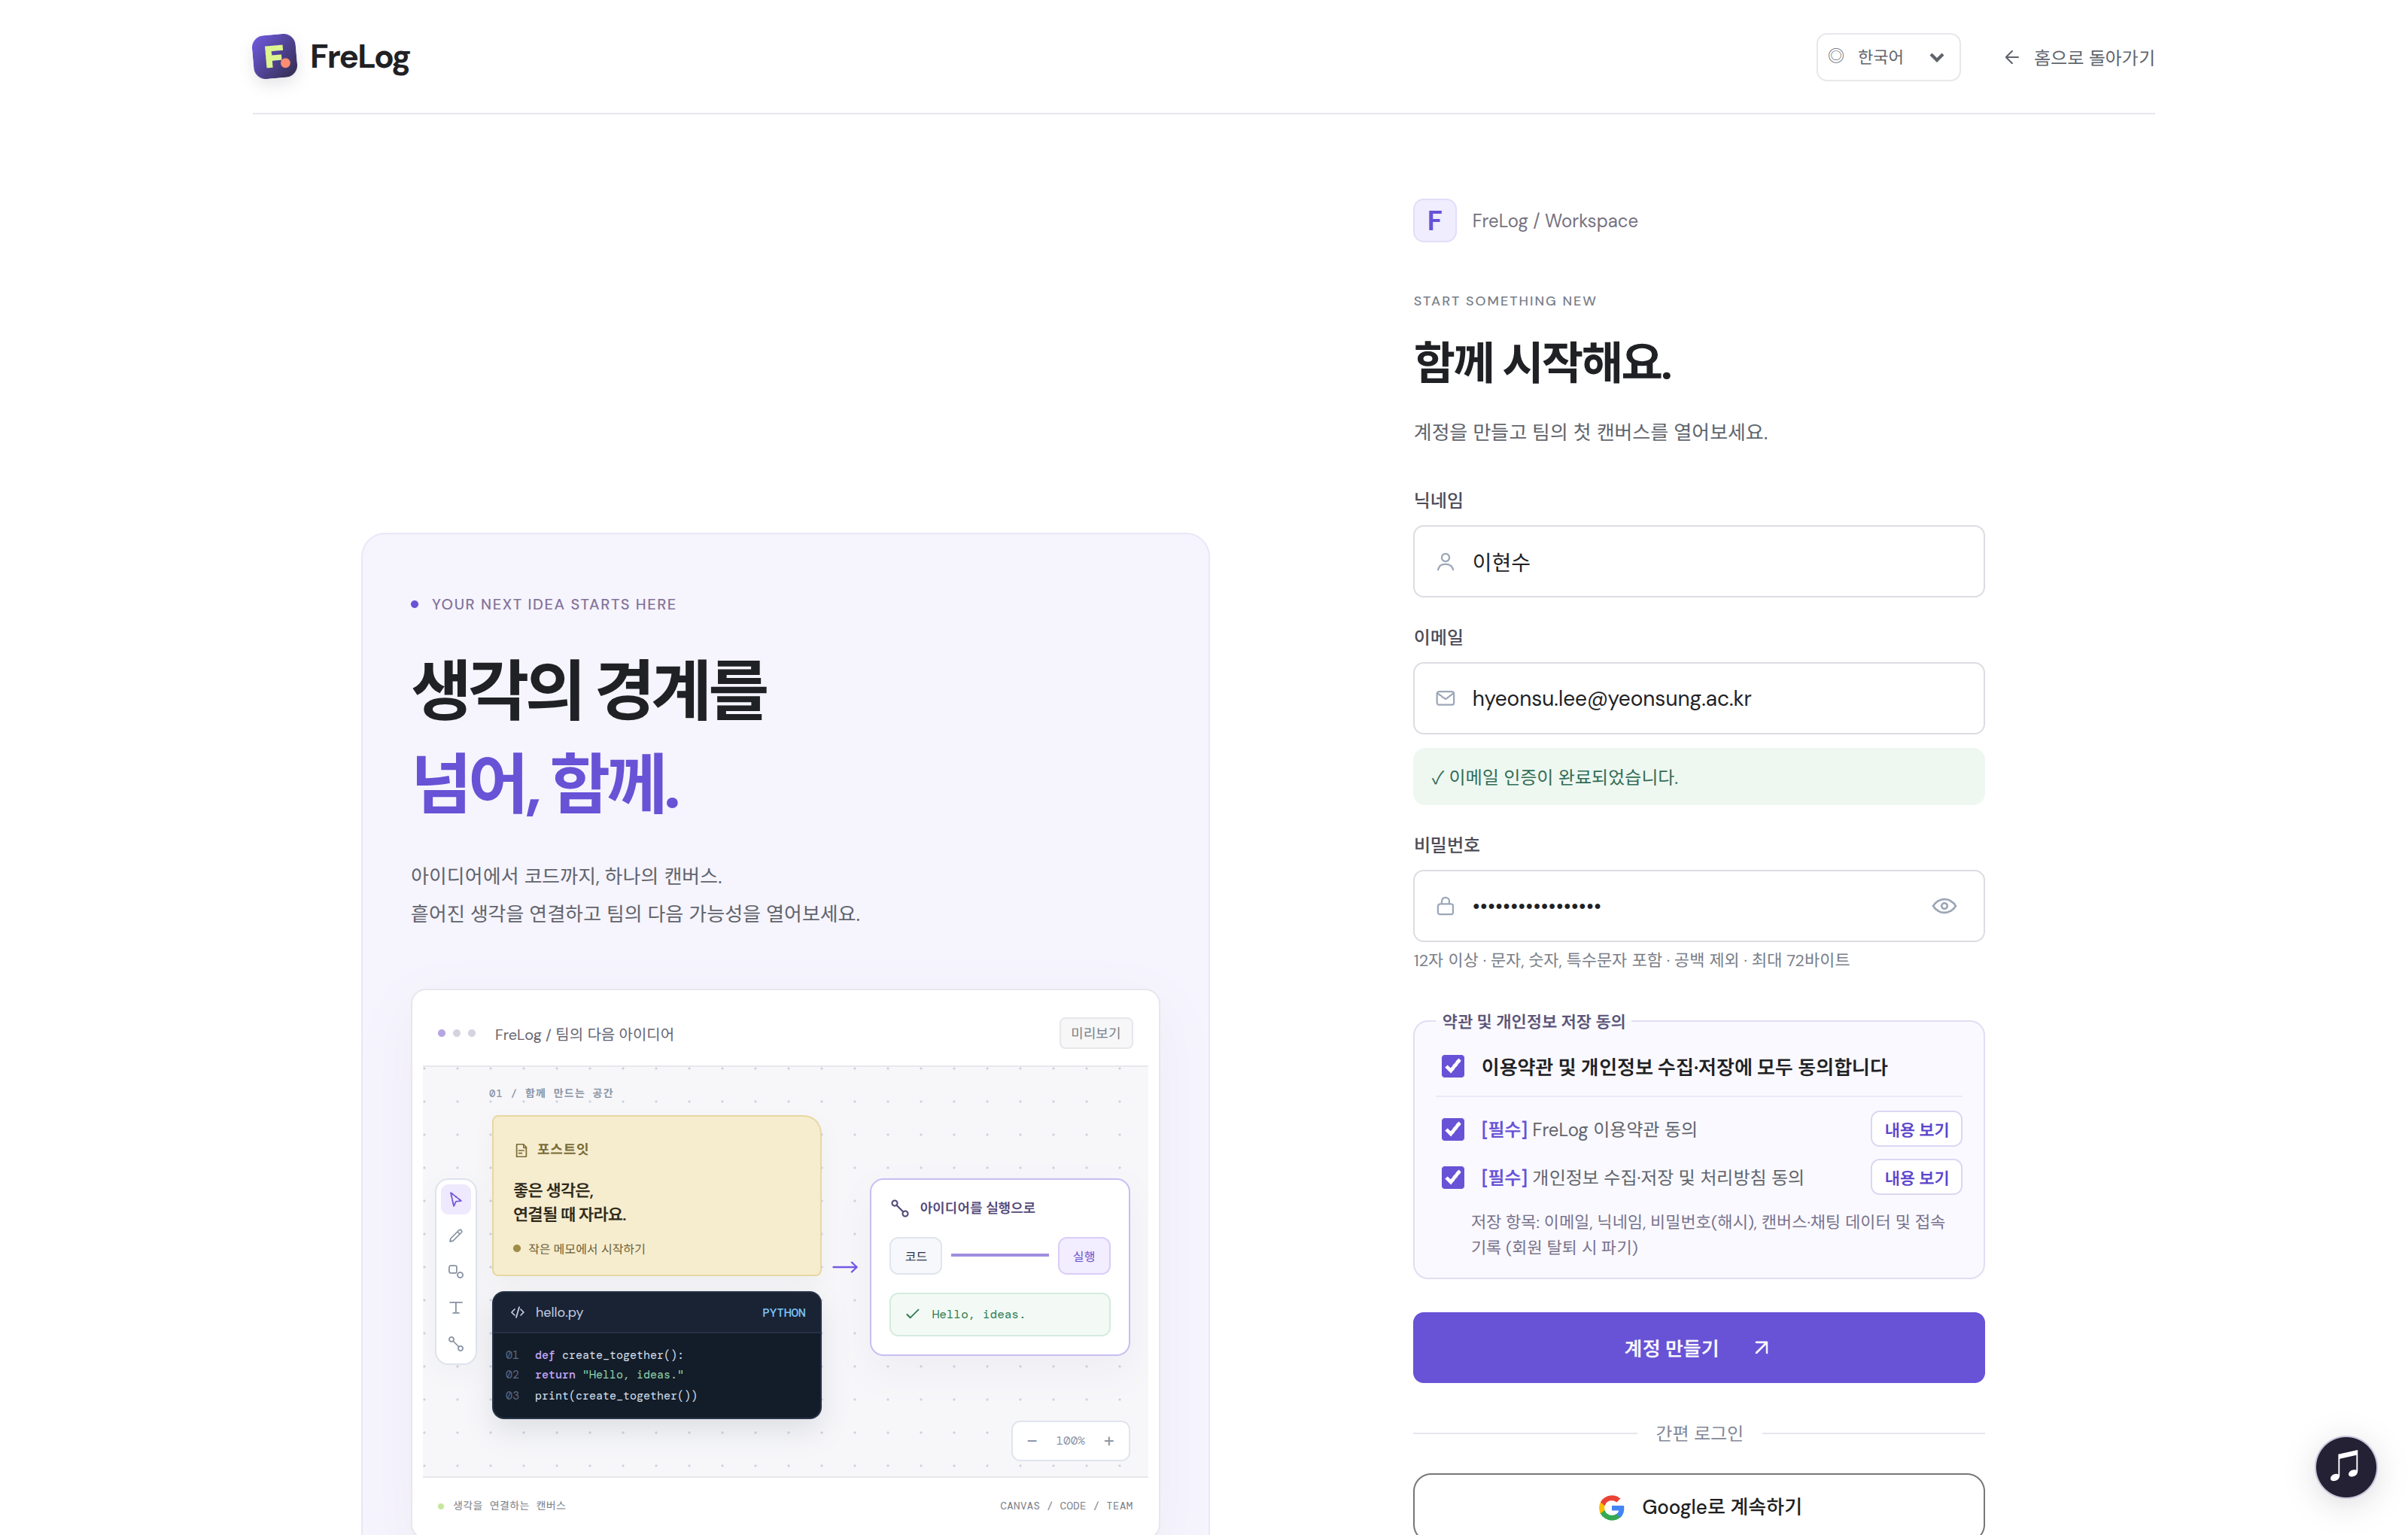 FreLog
한국어
홈으로 돌아가기
YOUR NEXT IDEA STARTS HERE
생각의 경계를
넘어, 함께.
아이디어에서 코드까지, 하나의 캔버스.
흩어진 생각을 연결하고 팀의 다음 가능성을 열어보세요.
FreLog / 팀의 다음 아이디어
미리보기
01 / 함께 만드는 공간
포스트잇
좋은 생각은,
연결될 때 자라요.
작은 메모에서 시작하기
hello.py
PYTHON
01 def create_together():
02 return "Hello, ideas."
03 print(create_together())
아이디어를 실행으로
코드
실행
Hello, ideas.
100%
생각을 연결하는 캔버스
CANVAS / CODE / TEAM
F
FreLog / Workspace
START SOMETHING NEW
함께 시작해요.
계정을 만들고 팀의 첫 캔버스를 열어보세요.
닉네임
이현수
이메일
hyeonsu.lee@yeonsung.ac.kr
✓ 이메일 인증이 완료되었습니다.
비밀번호
••••••••••••••••
12자 이상 · 문자, 숫자, 특수문자 포함 · 공백 제외 · 최대 72바이트
약관 및 개인정보 저장 동의
이용약관 및 개인정보 수집·저장에 모두 동의합니다
[필수] FreLog 이용약관 동의
내용 보기
[필수] 개인정보 수집·저장 및 처리방침 동의
내용 보기
저장 항목: 이메일, 닉네임, 비밀번호(해시), 캔버스·채팅 데이터 및 접속
기록 (회원 탈퇴 시 파기)
계정 만들기
간편 로그인
Google로 계속하기